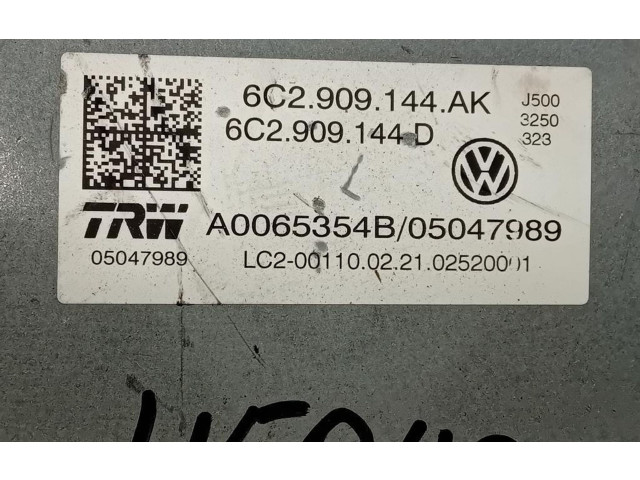 6C2.909.144.AK
6C2.909.144 D
J500
3250
323
VW
TRW
A0065354B/05047989
05047989
LC2-00110.02.21.02520001